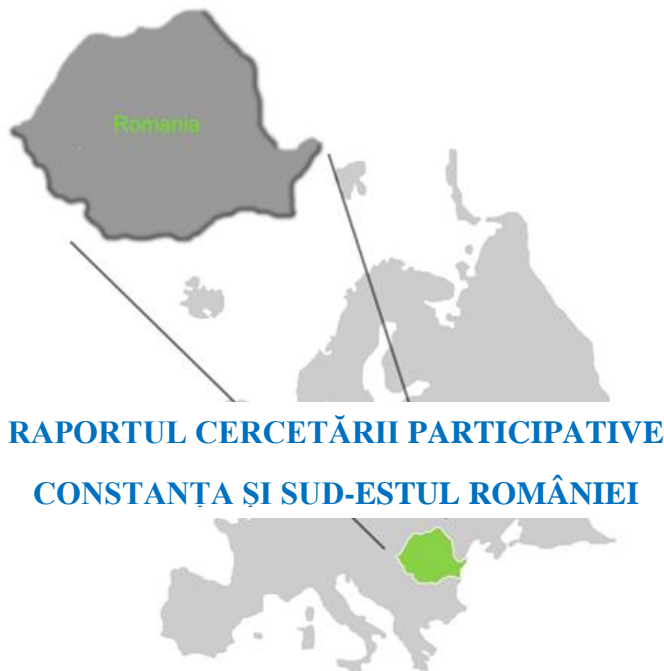 Romania
RAPORTUL CERCETĂRII PARTICIPATIVE
CONSTANȚA ȘI SUD-ESTUL ROMÂNIEI